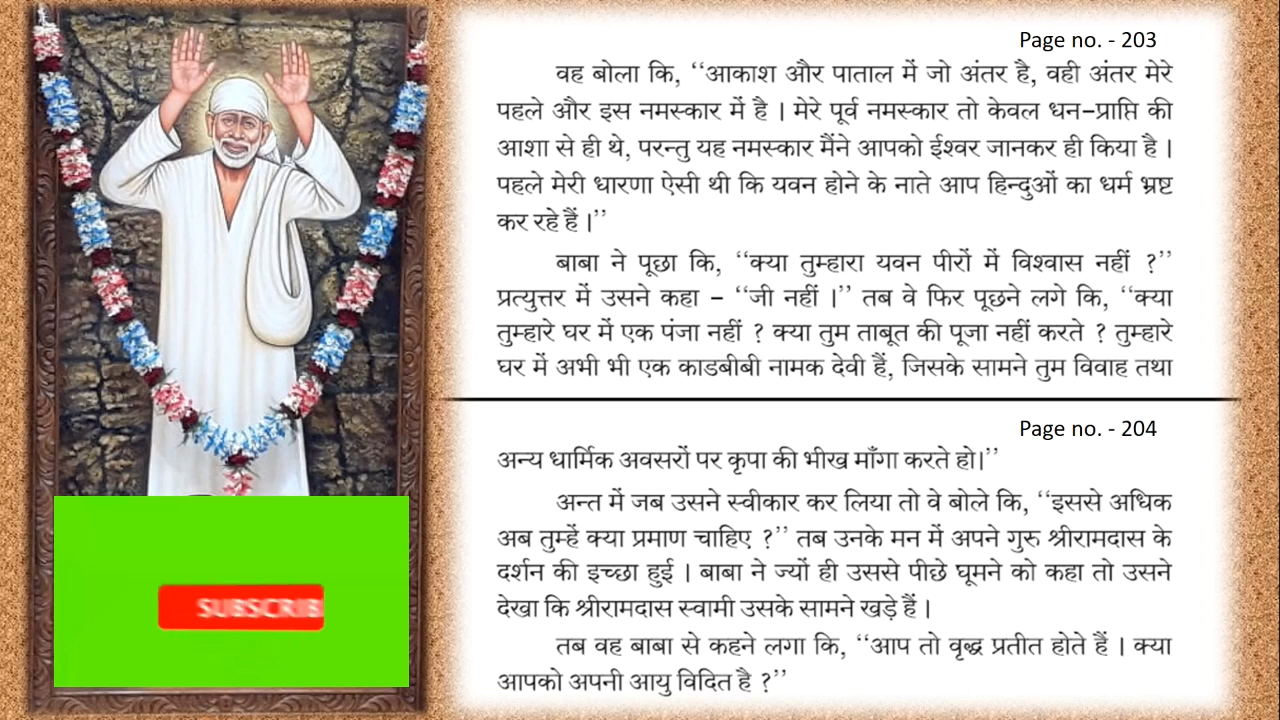 Page no. - 203
वह बोला कि, ‘‘आकाश और पाताल में जो अंतर है, वही अंतर मेरे
पहले और इस नमस्कार में है । मेरे पूर्व नमस्कार तो केवल धन-प्राप्ति की
आशा से ही थे, परन्तु यह नमस्कार मैंने आपको ईश्वर जानकर ही किया है ।
पहले मेरी धारणा ऐसी थी कि यवन होने के नाते आप हिन्दुओं का धर्म भ्रष्ट
कर रहे हैं ।’’
बाबा ने पूछा कि, ‘‘क्या तुम्हारा यवन पीरों में विश्वास नहीं ?’’
प्रत्युत्तर में उसने कहा – ‘‘जी नहीं ।’’ तब वे फिर पूछने लगे कि, ‘‘क्या
तुम्हारे घर में एक पंजा नहीं ? क्या तुम ताबूत की पूजा नहीं करते ? तुम्हारे
घर में अभी भी एक काडबीबी नामक देवी हैं, जिसके सामने तुम विवाह तथा
Page no. - 204
अन्य धार्मिक अवसरों पर कृपा की भीख माँगा करते हो।’’
अन्त में जब उसने स्वीकार कर लिया तो वे बोले कि, ‘‘इससे अधिक
अब तुम्हें क्या प्रमाण चाहिए ?’’ तब उनके मन में अपने गुरु श्रीरामदास के
दर्शन की इच्छा हुई । बाबा ने ज्यों ही उससे पीछे घूमने को कहा तो उसने
देखा कि श्रीरामदास स्वामी उसके सामने खड़े हैं ।
तब वह बाबा से कहने लगा कि, ‘‘आप तो वृद्ध प्रतीत होते हैं । क्या
आपको अपनी आयु विदित है ?’’
SUBSCRIB